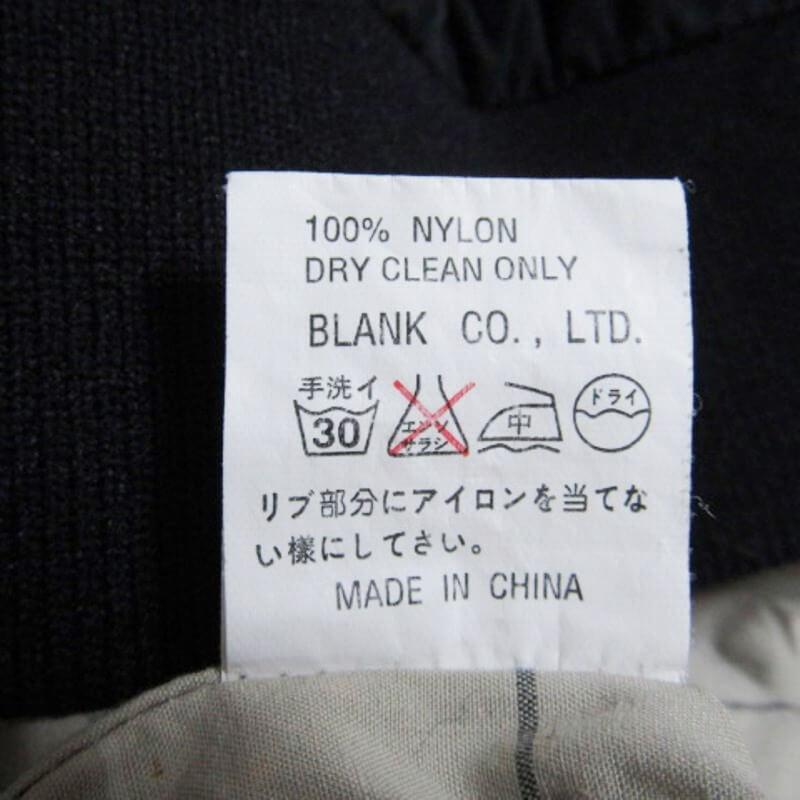 100% NYLON
DRY CLEAN ONLY
BLANK CO., LTD.
手洗イ
30
エンソ
サラシ
中
ドライ
リブ部分にアイロンを当てな
い様にしてさい。
MADE IN CHINA